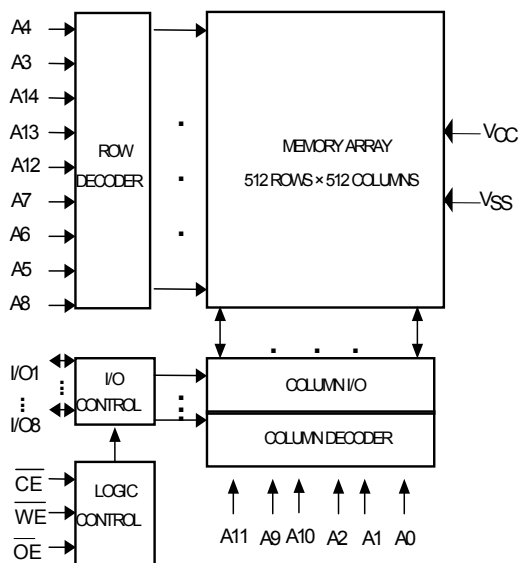 A4
A3
A14
A13
A12
A7
A6
A5
A8
ROW
DECODER
MEMORY ARRAY
512 ROWS × 512 COLUMNS
VCC
VSS
I/O1
I/O8
I/O
CONTROL
COLUMN I/O
COLUMN DECODER
CE
WE
OE
LOGIC
CONTROL
A11 A9 A10 A2 A1 A0